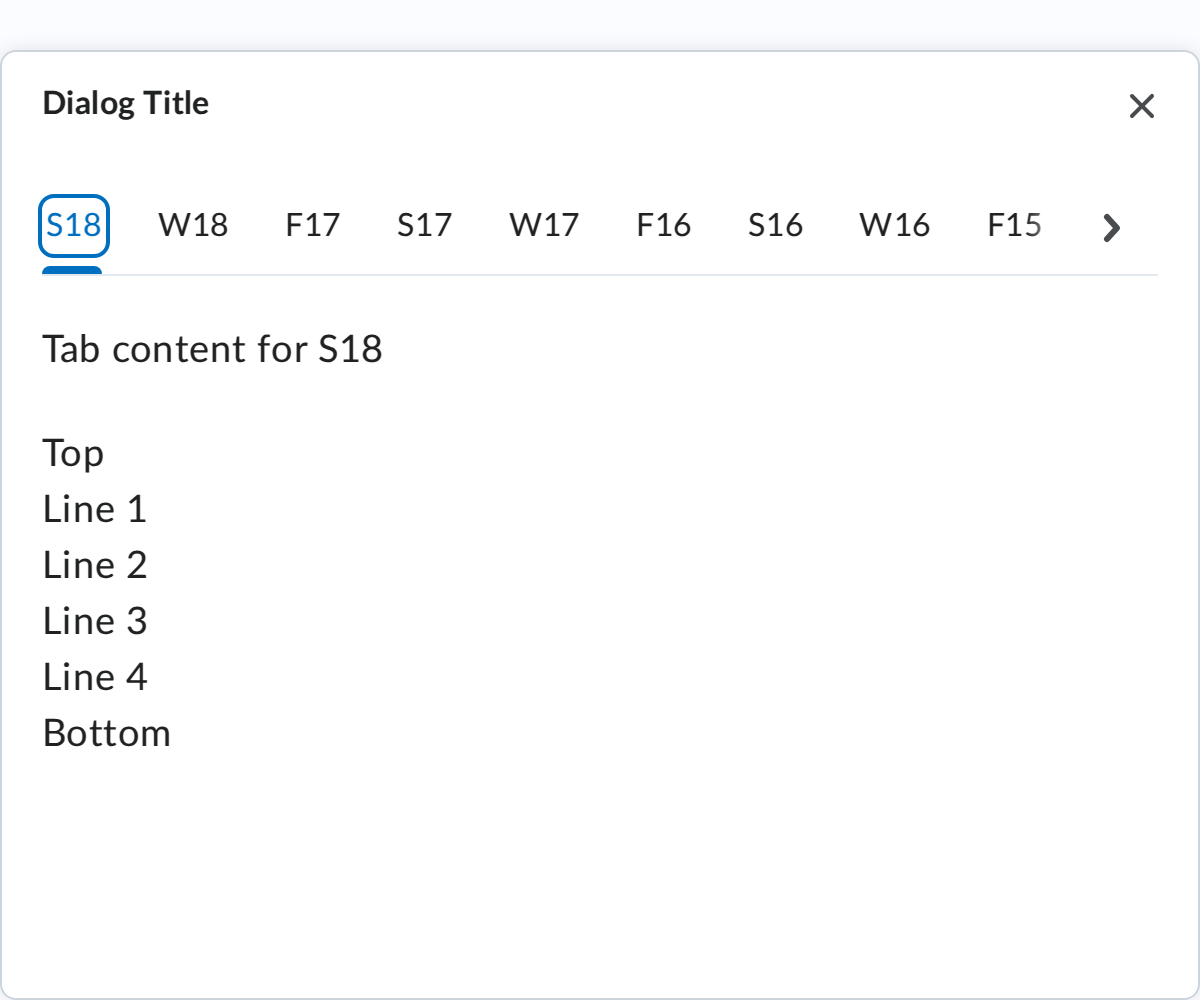 Dialog Title
S18 W18 F17 S17 W17 F16 S16 W16 F15
Tab content for S18
Top
Line 1
Line 2
Line 3
Line 4
Bottom